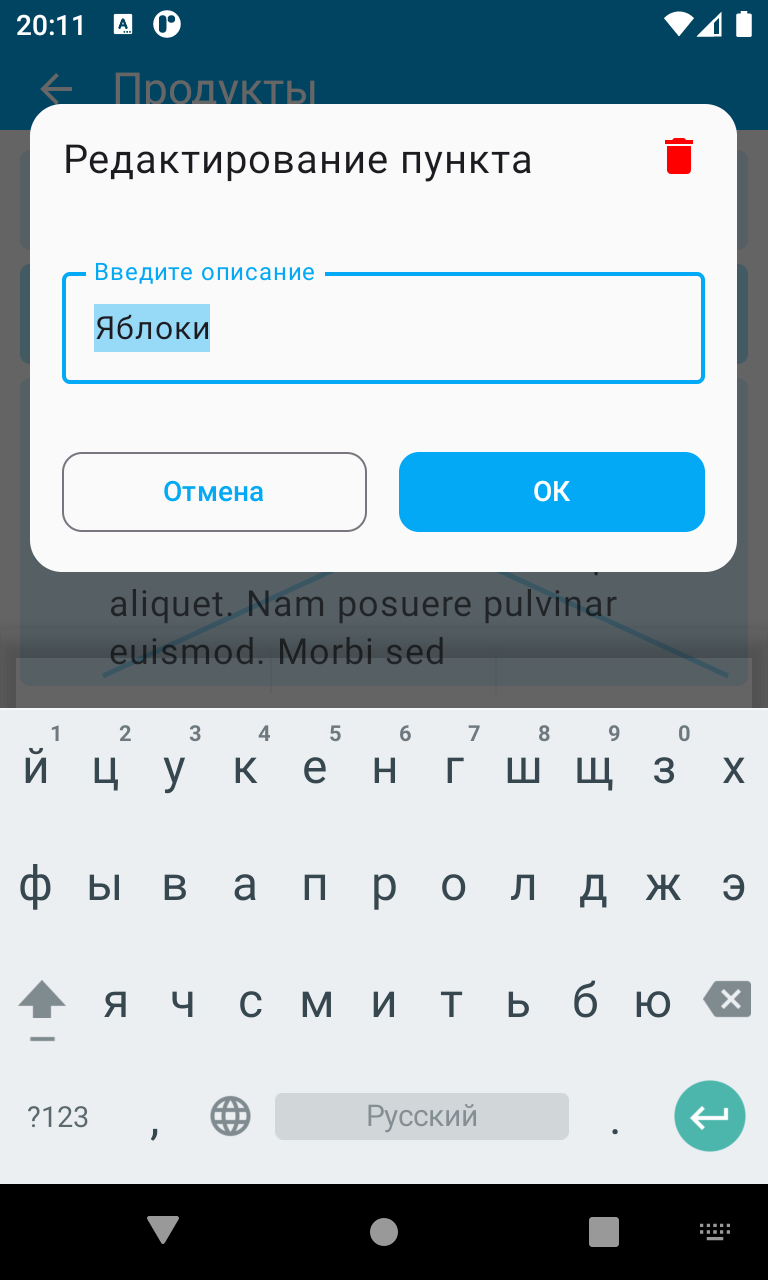 20:11
Продукты
Редактирование пункта
Введите описание
Яблоки
Отмена
ОК
aliquet. Nam posuere pulvinar
euismod. Morbi sed
1 2 3 4 5 6 7 8 9 0
й ц у к е н г ш щ з х
ф ы в а п р о л д ж э
я ч с м и т ь б ю
?123 , Русский .